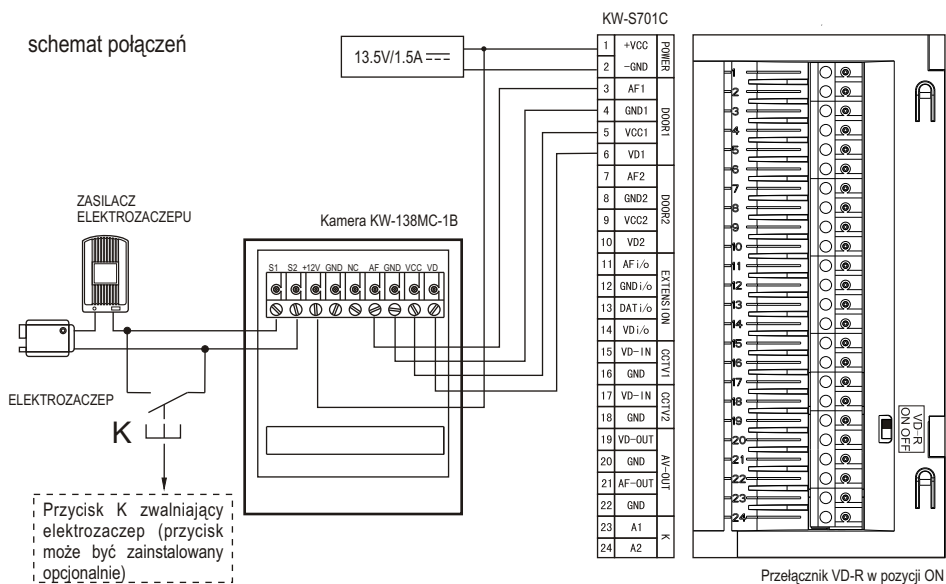 KW-S701C
schemat połączeń
13.5V/1.5A
1 +VCC
2 -GND
POWER
3 AF1
4 GND1
5 VCC1
6 VD1
DOOR1
7 AF2
8 GND2
9 VCC2
10 VD2
DOOR2
11 AFi/o
12 GNDi/o
13 DATi/o
14 VDi/o
EXTENSION
15 VD-IN
16 GND
CCTV1
17 VD-IN
18 GND
CCTV2
19 VD-OUT
20 GND
21 AF-OUT
22 GND
AV-OUT
23 A1
24 A2
K
1
2
3
4
5
6
7
8
9
10
11
12
13
14
15
16
17
18
19
20
21
22
23
24
VD-R
ON OFF
ZASILACZ
ELEKTROZACZEPU
Kamera KW-138MC-1B
S1 S2 +12V GND NC AF GND VCC VD
ELEKTROZACZEP
K
Przycisk K zwalniający
elektrozaczep (przycisk
może być zainstalowany
opcjonalnie)
Przełącznik VD-R w pozycji ON